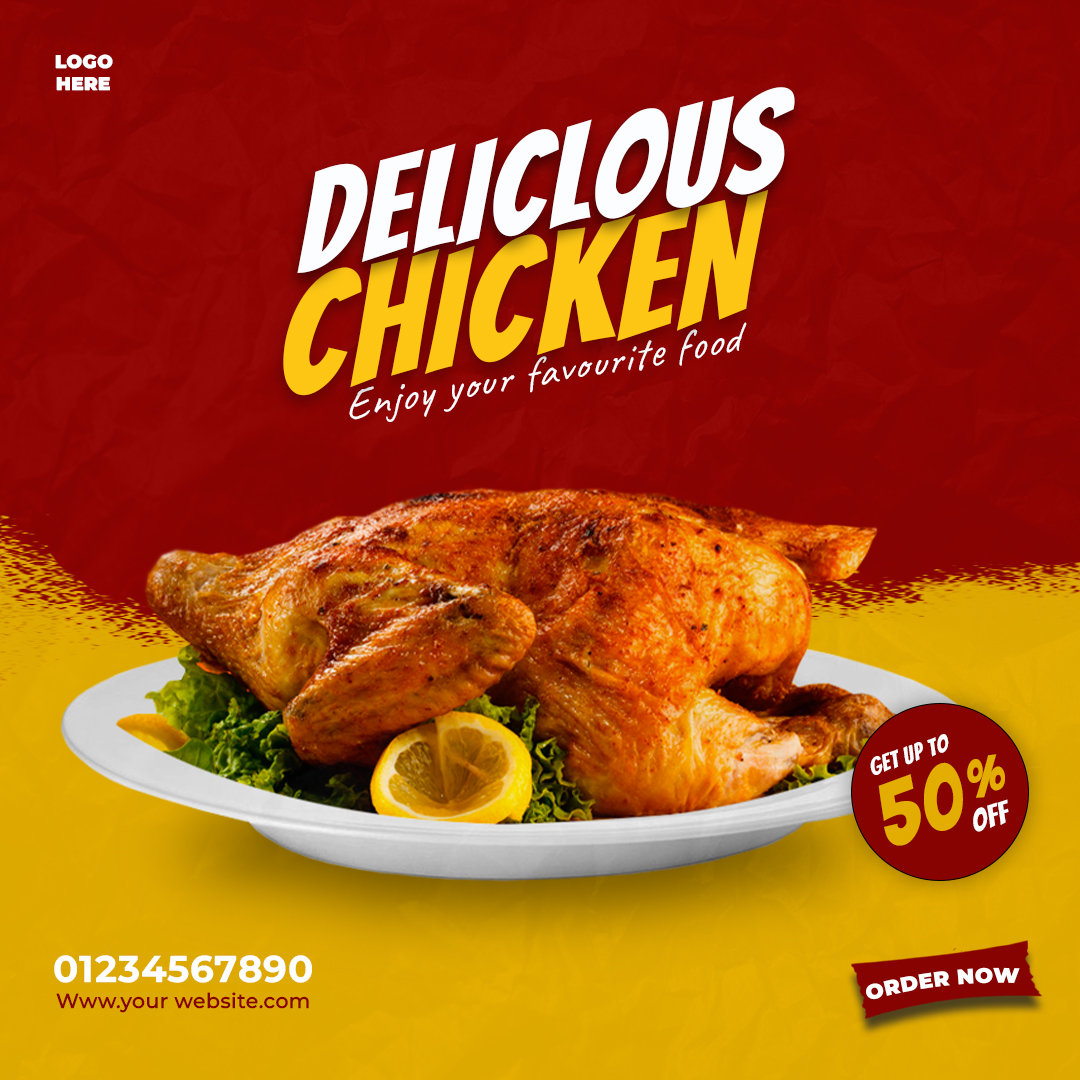 LOGO
HERE
DELICLOUS
CHICKEN
Enjoy your favourite food
GET UP TO
50%
OFF
01234567890
Www.your website.com
ORDER NOW